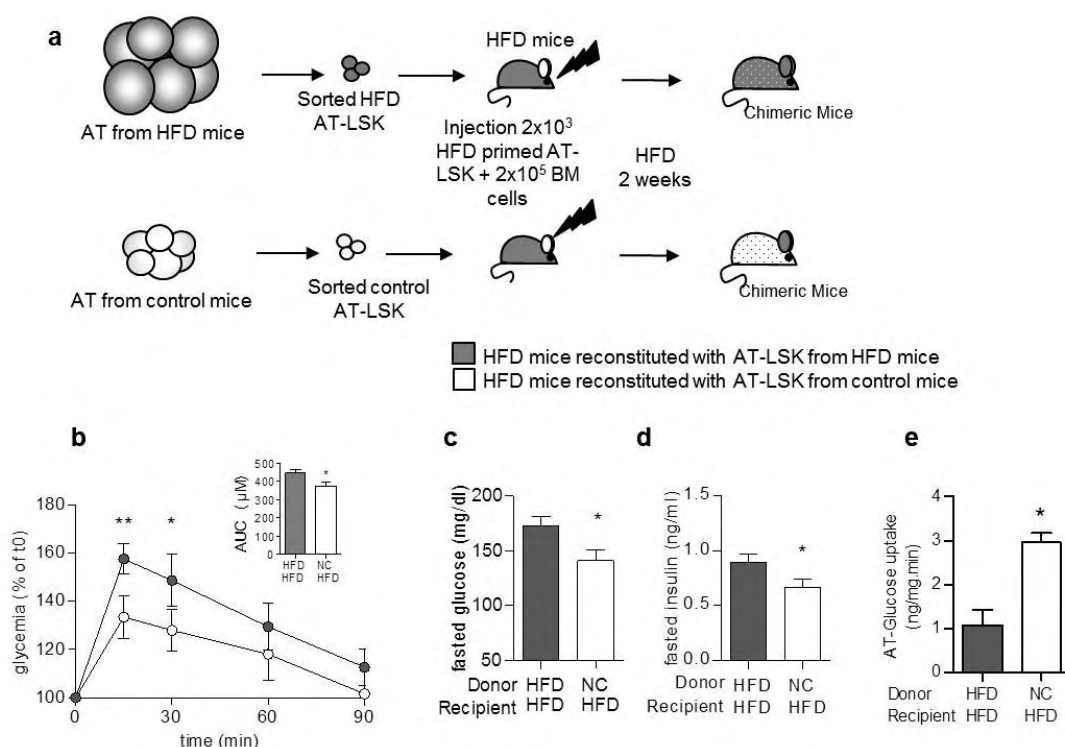 a
HFD mice
Sorted HFD
AT-LSK
AT from HFD mice
Injection 2x10³
HFD primed AT-
LSK + 2x10⁵ BM
cells
HFD
2 weeks
Chimeric Mice
AT from control mice
Sorted control
AT-LSK
Chimeric Mice
HFD mice reconstituted with AT-LSK from HFD mice
HFD mice reconstituted with AT-LSK from control mice
b
glycemia (% of t0)
180
160
140
120
100
0
30
60
90
time (min)
**
*
AUC (µM)
500
400
300
200
100
0
*
HFD NC
HFD HFD
c
fasted glucose (mg/dl)
200
150
100
50
*
Donor HFD NC
Recipient HFD HFD
d
fasted insulin (ng/ml)
1.5
1.0
0.5
0.0
*
Donor HFD NC
Recipient HFD HFD
e
AT-Glucose uptake
(ng/mg.min)
4
3
2
1
0
*
Donor HFD NC
Recipient HFD HFD